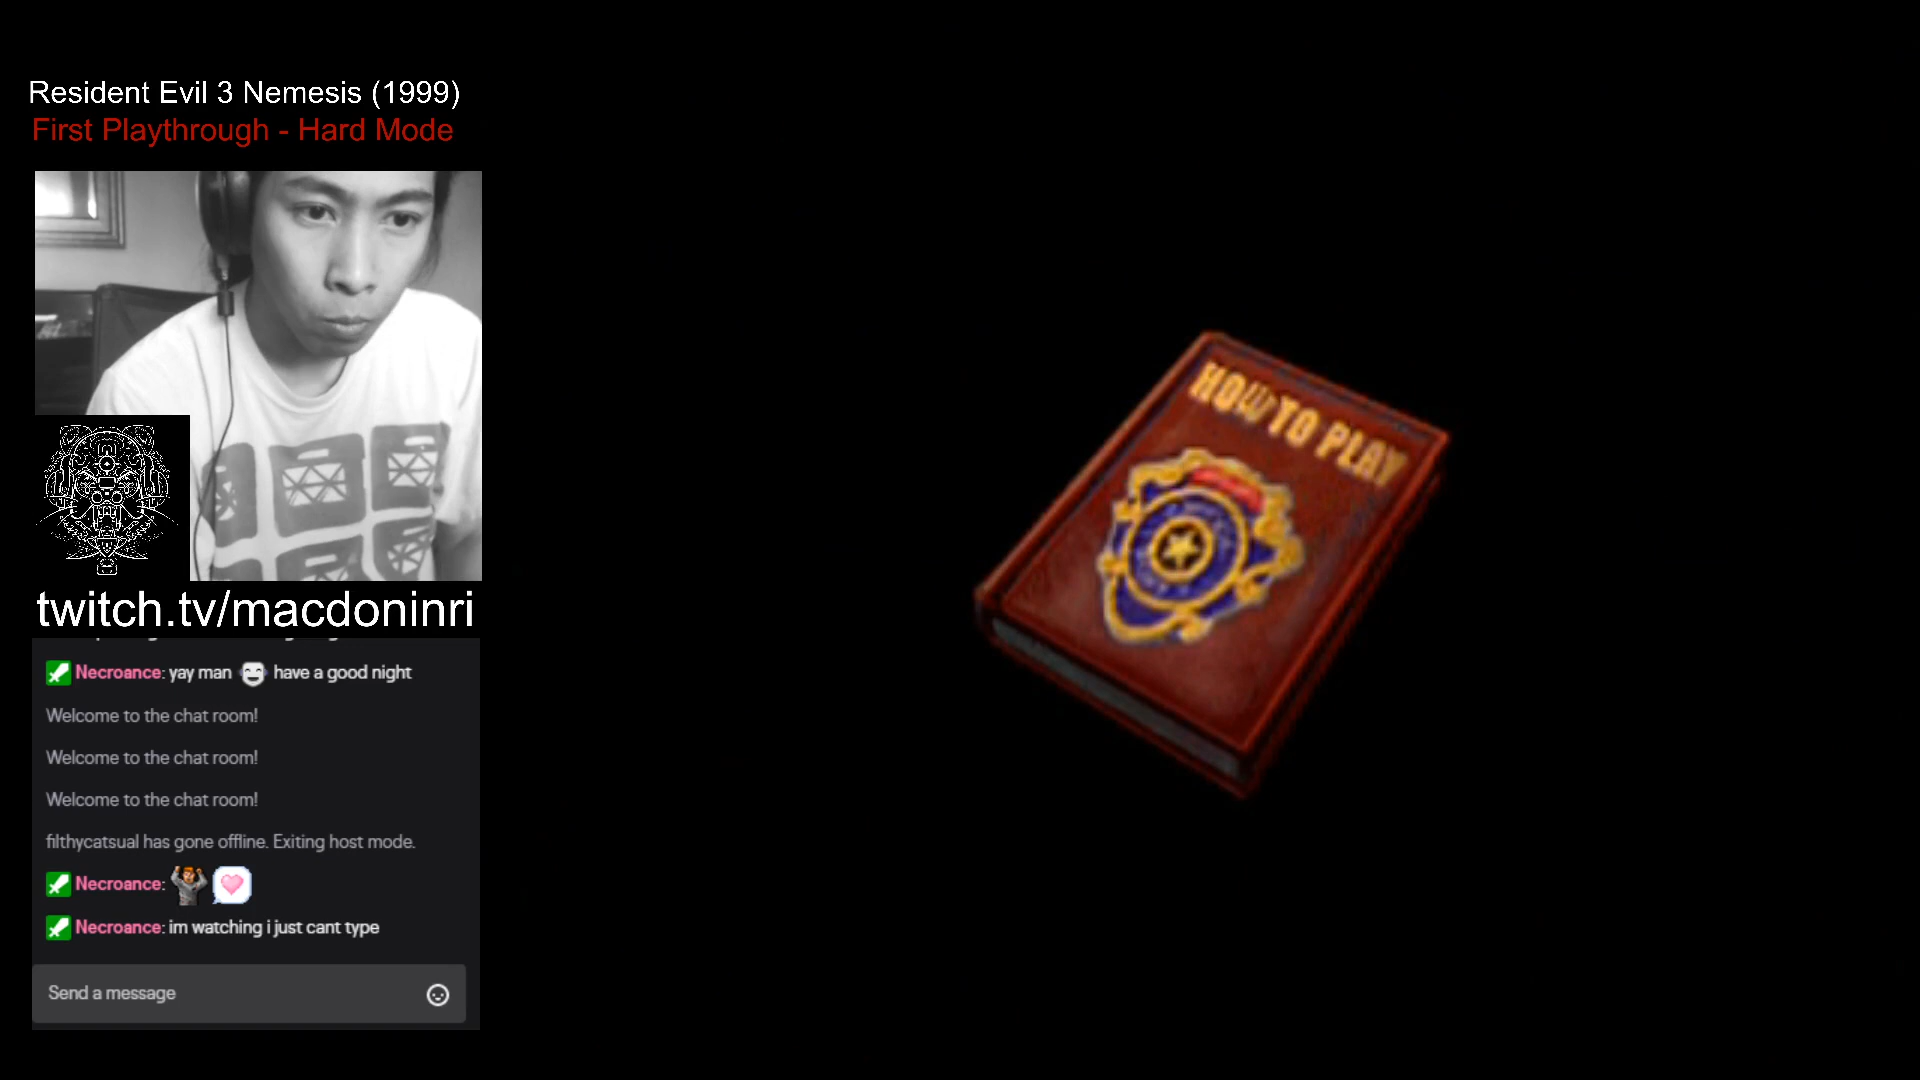 Resident Evil 3 Nemesis (1999)
First Playthrough - Hard Mode
HOW TO PLAY
twitch.tv/macdoninri
Necroance: yay man have a good night
Welcome to the chat room!
Welcome to the chat room!
Welcome to the chat room!
filthycatsual has gone offline. Exiting host mode.
Necroance:
Necroance: im watching i just cant type
Send a message